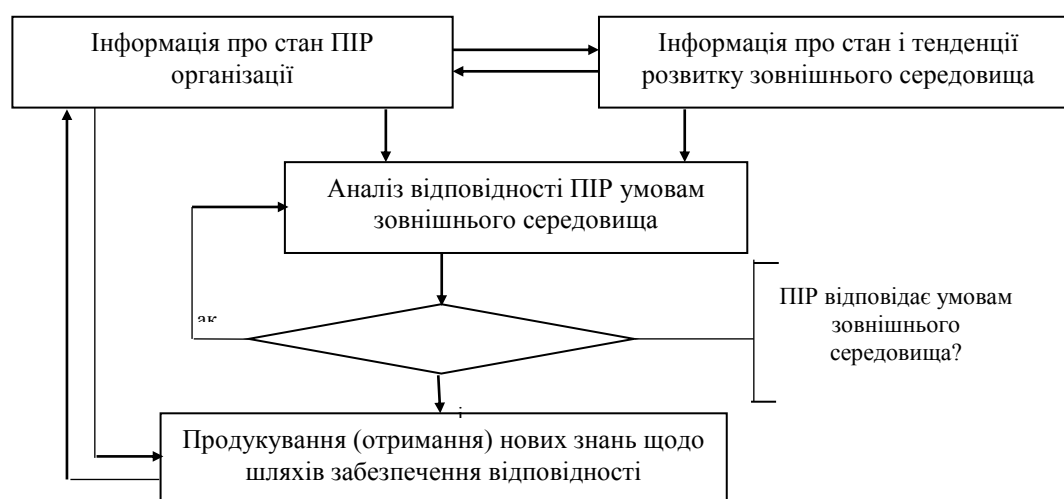 Інформація про стан ПІР
організації
Інформація про стан і тенденції
розвитку зовнішнього середовища
Аналіз відповідності ПІР умовам
зовнішнього середовища
ПІР відповідає умовам
зовнішнього
середовища?
ак
Продукування (отримання) нових знань щодо
шляхів забезпечення відповідності